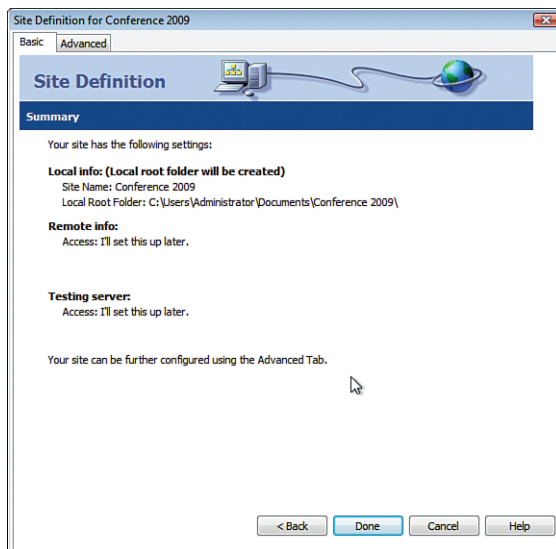 Site Definition for Conference 2009
Basic
Advanced
Site Definition
Summary
Your site has the following settings:
Local info: (Local root folder will be created)
Site Name: Conference 2009
Local Root Folder: C:\Users\Administrator\Documents\Conference 2009\
Remote info:
Access: I'll set this up later.
Testing server:
Access: I'll set this up later.
Your site can be further configured using the Advanced Tab.
< Back
Done
Cancel
Help